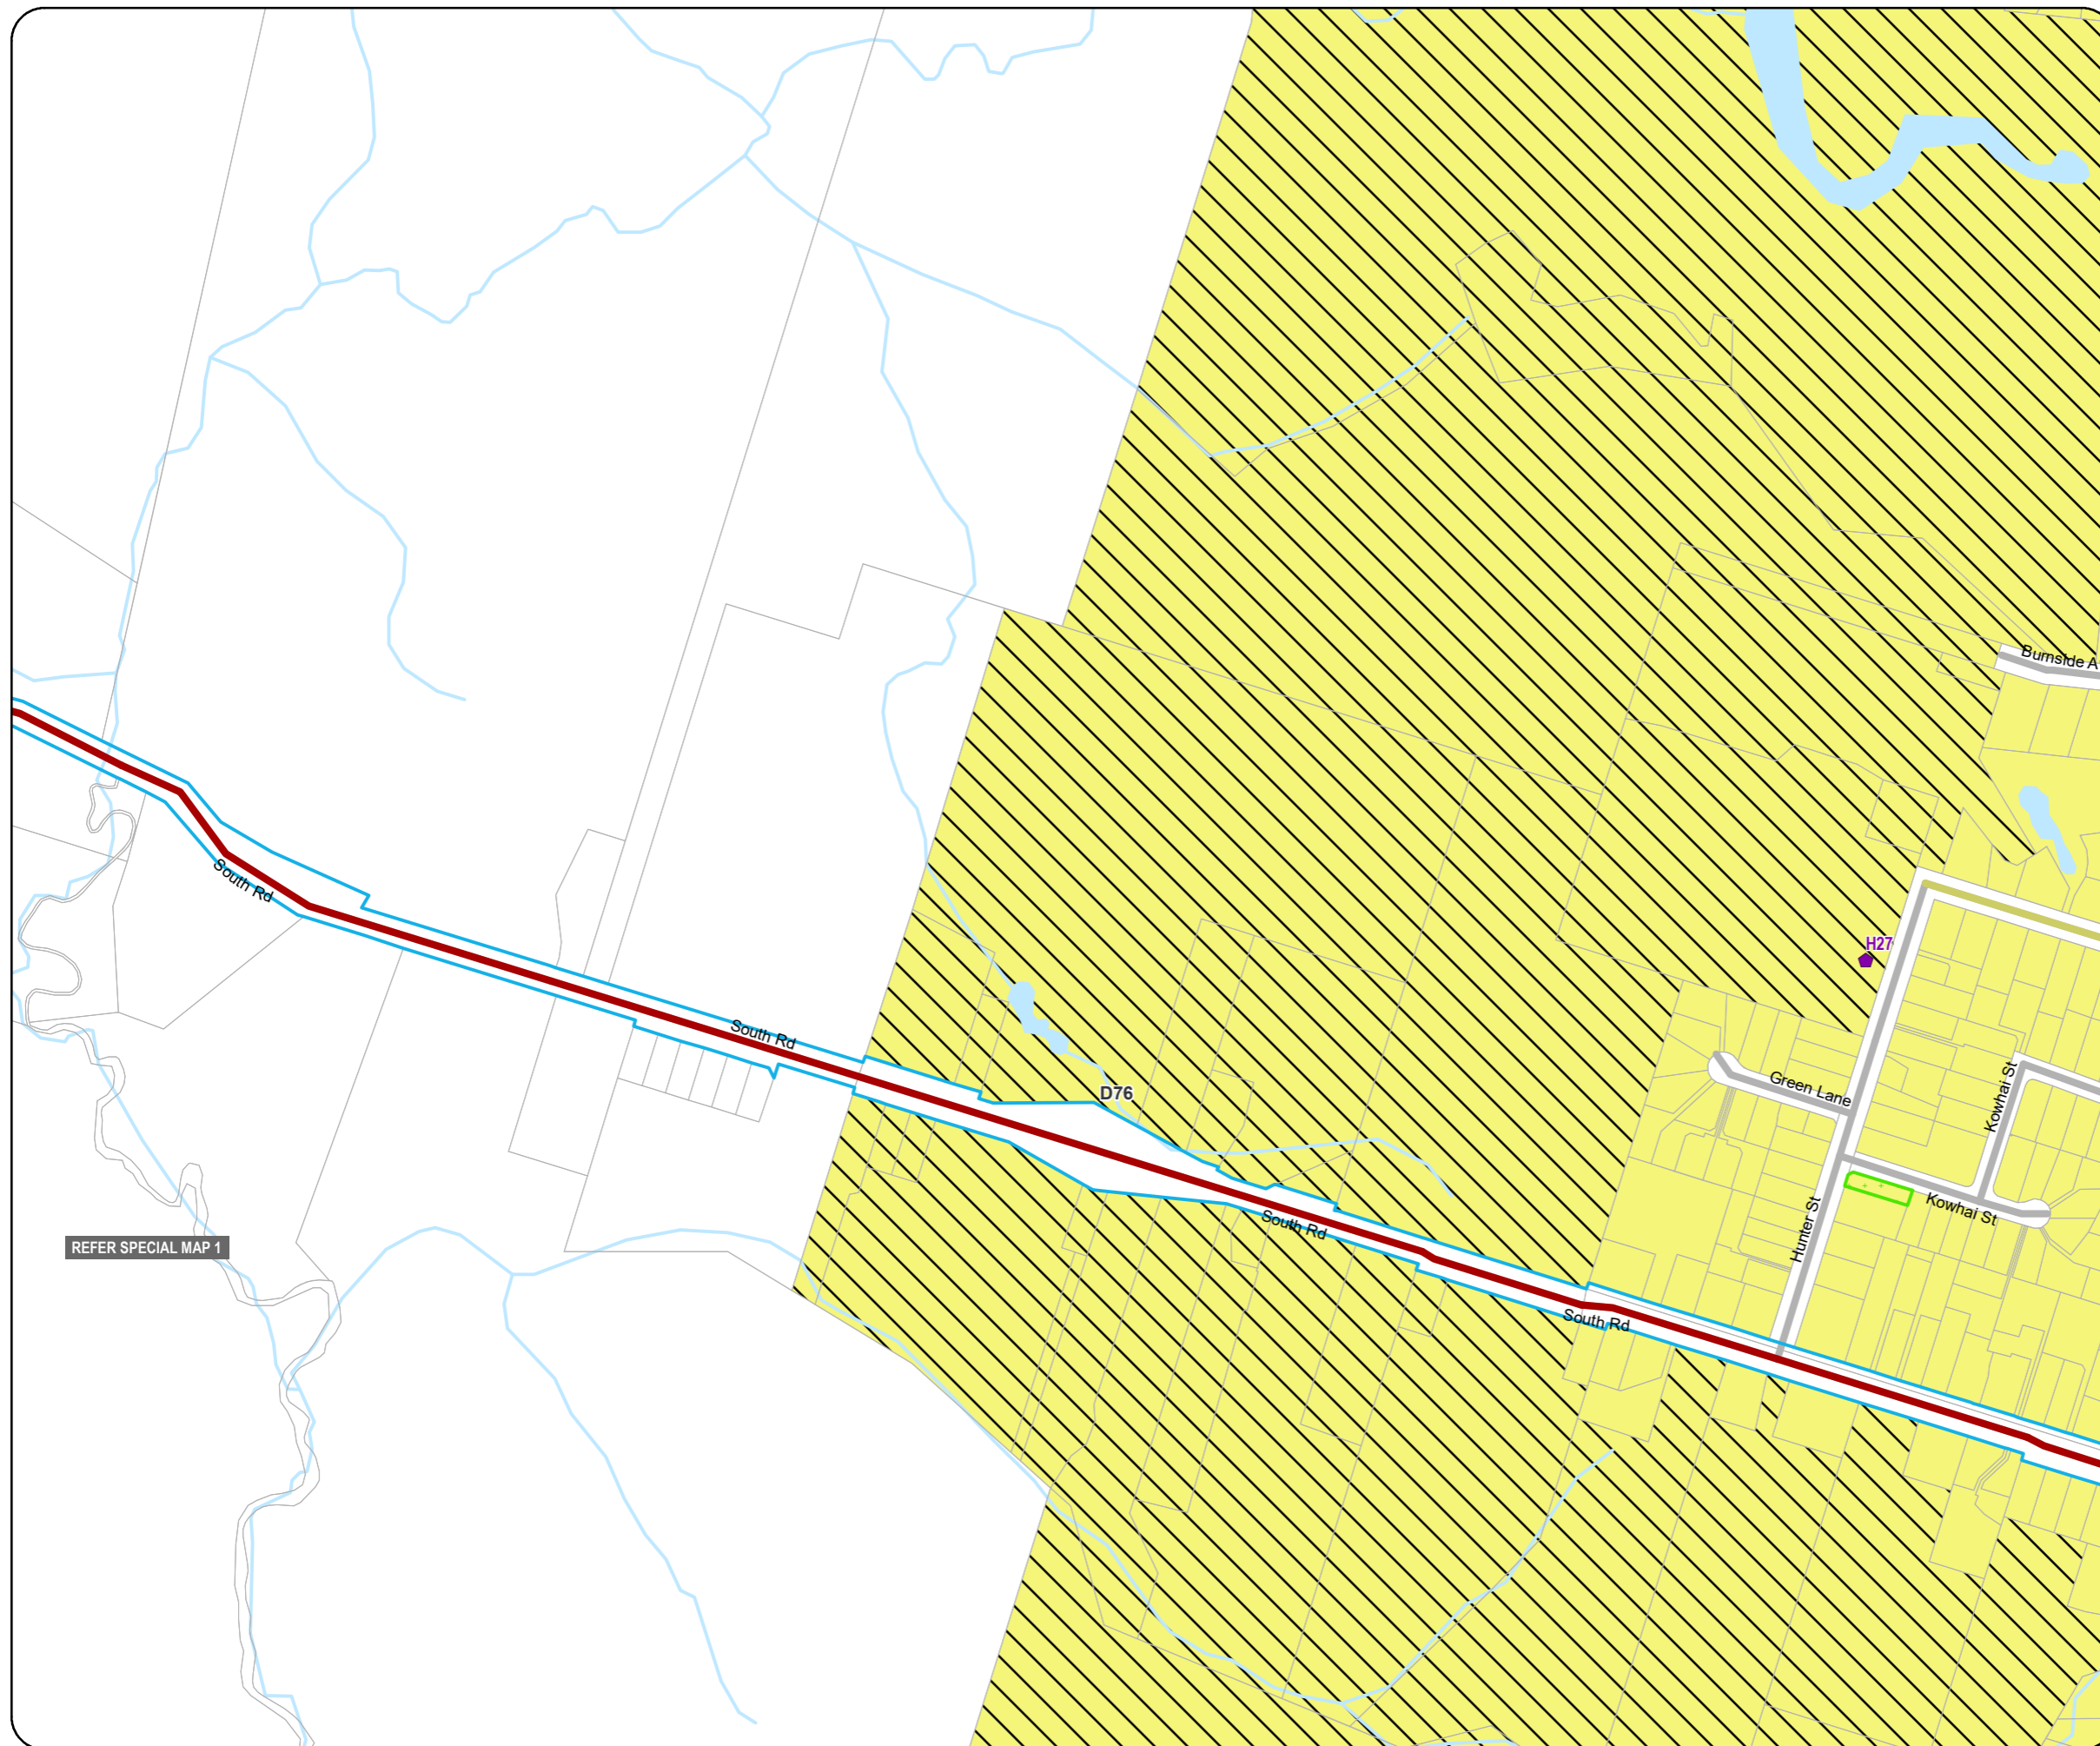 Burnside A
South Rd
H27
South Rd
D76
Green Lane
Kowhai St
Kowhai St
Hunter St
South Rd
REFER SPECIAL MAP 1
South Rd